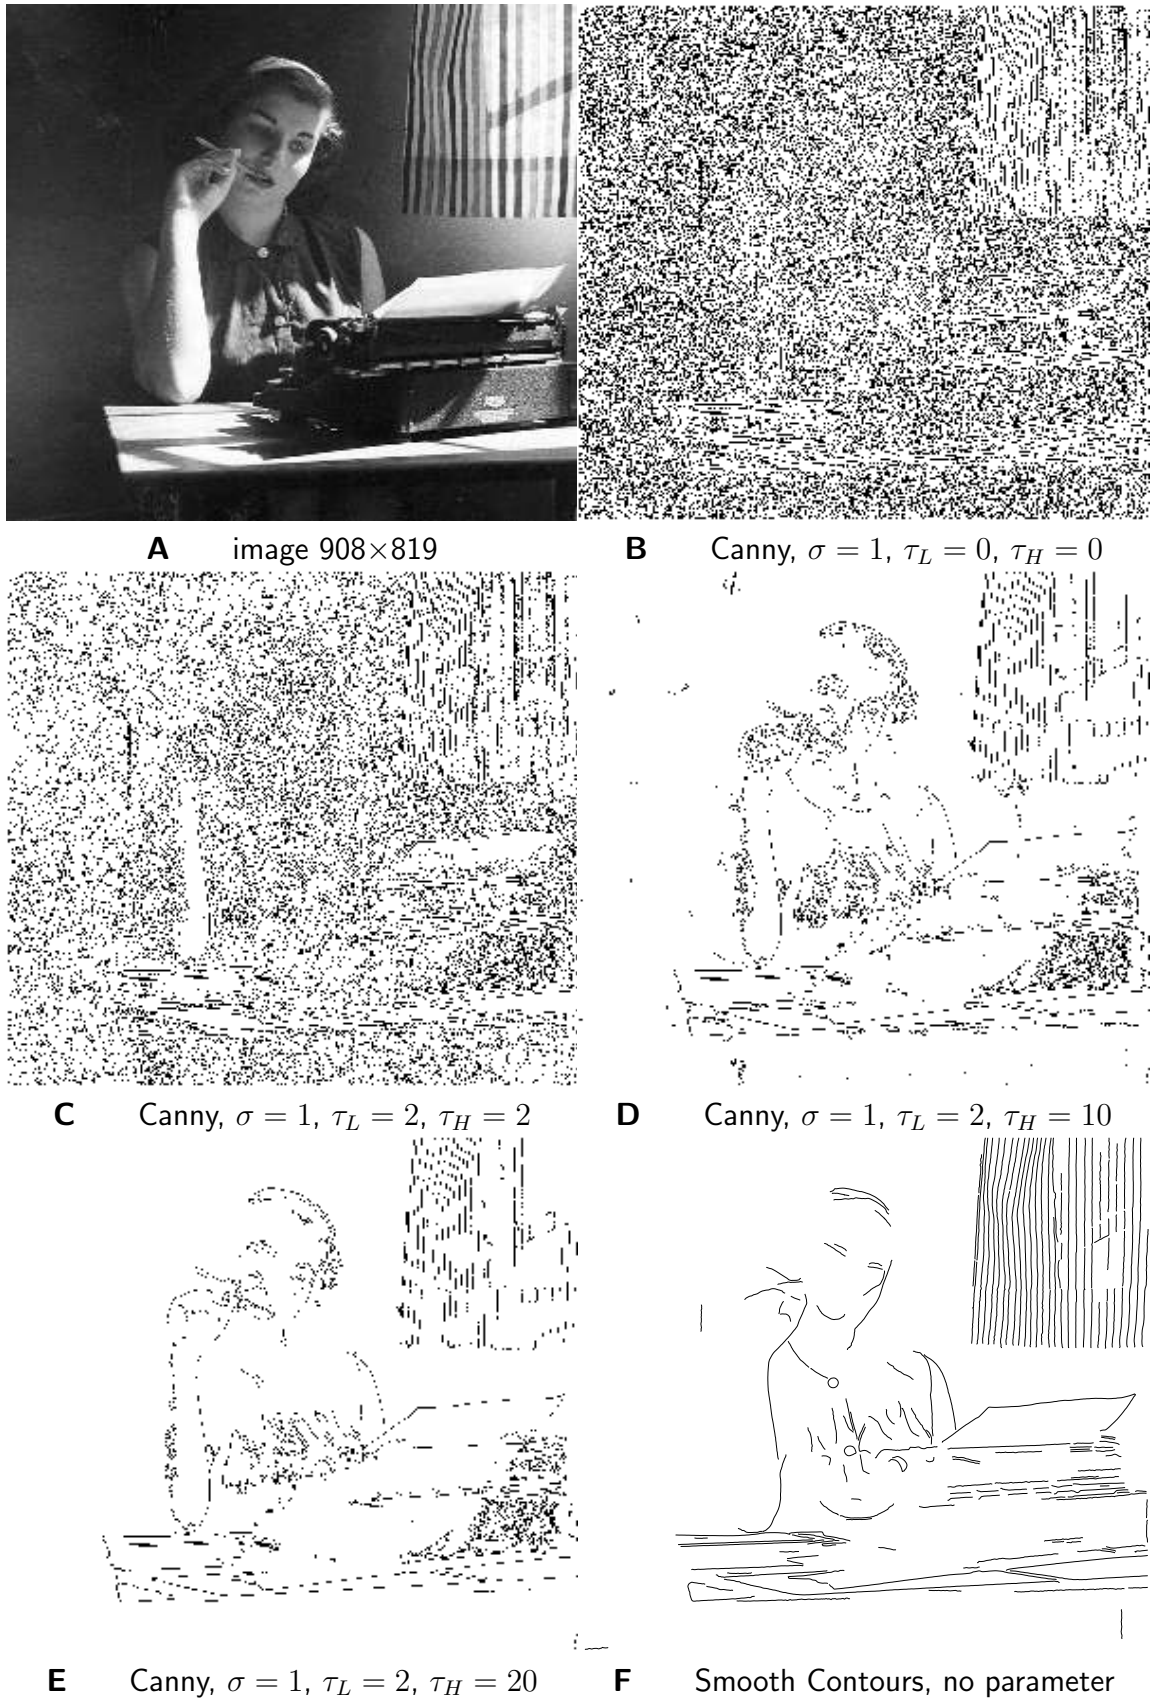 A image 908×819
B Canny, σ = 1, τ_L = 0, τ_H = 0
C Canny, σ = 1, τ_L = 2, τ_H = 2
D Canny, σ = 1, τ_L = 2, τ_H = 10
E Canny, σ = 1, τ_L = 2, τ_H = 20
F Smooth Contours, no parameter